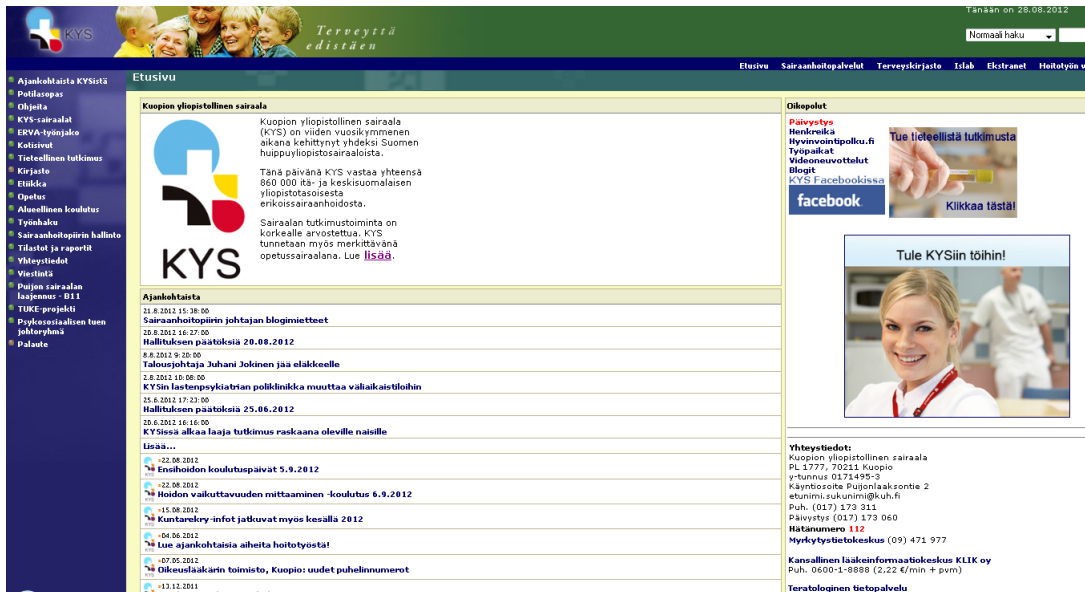 Tänään on 28.08.2012
KYS
Terveyttä
edistäen
Normaali haku
Etusivu Sairaanhoitopalvelut Terveyskirjasto Islab Ekstranet Hoitotyön
Ajankohtaista KYSistä
Potilasopas
Ohjeita
KYS-sairaalat
ERVA-työnjako
Kotisivut
Tieteellinen tutkimus
Kirjasto
Etiikka
Opetus
Alueellinen koulutus
Työnhaku
Sairaanhoitopiirin hallinto
Tilastot ja raportit
Yhteystiedot
Viestintä
Puijon sairaalan
laajennus - B11
TUKE-projekti
Psykososiaalisen tuen
johtoryhmä
Palaute
Etusivu
Kuopion yliopistollinen sairaala
KYS
Kuopion yliopistollinen sairaala
(KYS) on viiden vuosikymmenen
aikana kehittynyt yhdeksi Suomen
huippuyliopistosairaaloista.
Tänä päivänä KYS vastaa yhteensä
860 000 itä- ja keskisuomalaisen
yliopistotasoisesta
erikoissairaanhoidosta.
Sairaalan tutkimustoiminta on
korkealle arvostettua. KYS
tunnetaan myös merkittävänä
opetussairaalana. Lue lisää.
Ajankohtaista
21.8.2012 15:38:00
Sairaanhoitopiirin johtajan blogimietteet
20.8.2012 16:27:00
Hallituksen päätöksiä 20.08.2012
8.8.2012 9:20:00
Talousjohtaja Juhani Jokinen jää eläkkeelle
2.8.2012 10:08:00
KYSin lastenpsykiatrian poliklinikka muuttaa väliaikaistiloihin
25.6.2012 17:23:00
Hallituksen päätöksiä 25.06.2012
20.6.2012 16:16:00
KYSissä alkaa laaja tutkimus raskaana oleville naisille
Lisää...
»22.08.2012
Ensihoidon koulutuspäivät 5.9.2012
»22.08.2012
Hoidon vaikuttavuuden mittaaminen -koulutus 6.9.2012
»15.08.2012
Kuntarekry-infot jatkuvat myös kesällä 2012
»04.06.2012
Lue ajankohtaisia aiheita hoitotyöstä!
»07.05.2012
Oikeuslääkärin toimisto, Kuopio: uudet puhelinnumerot
»13.12.2011
Oikopolut
Päivystys
Henkreikä
Hyvinvointipolku.fi
Työpaikat
Videoneuvottelut
Blogit
KYS Facebookissa
facebook
Tue tieteellistä tutkimusta
Klikkaa tästä!
Tule KYSiin töihin!
Yhteystiedot:
Kuopion yliopistollinen sairaala
PL 1777, 70211 Kuopio
y-tunnus 0171495-3
Käyntiosoite Puijonlaaksontie 2
etunimi.sukunimi@kuh.fi
Puh. (017) 173 311
Päivystys (017) 173 060
Hätänumero 112
Myrkytystietokeskus (09) 471 977
Kansallinen lääkeinformaatiokeskus KLIK oy
Puh. 0600-1-8888 (2,22 €/min + pvm)
Teratologinen tietopalvelu